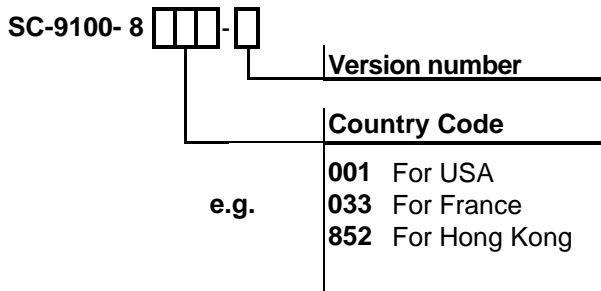 SC-9100- 8 -
Version number
Country Code
001 For USA
e.g. 033 For France
852 For Hong Kong